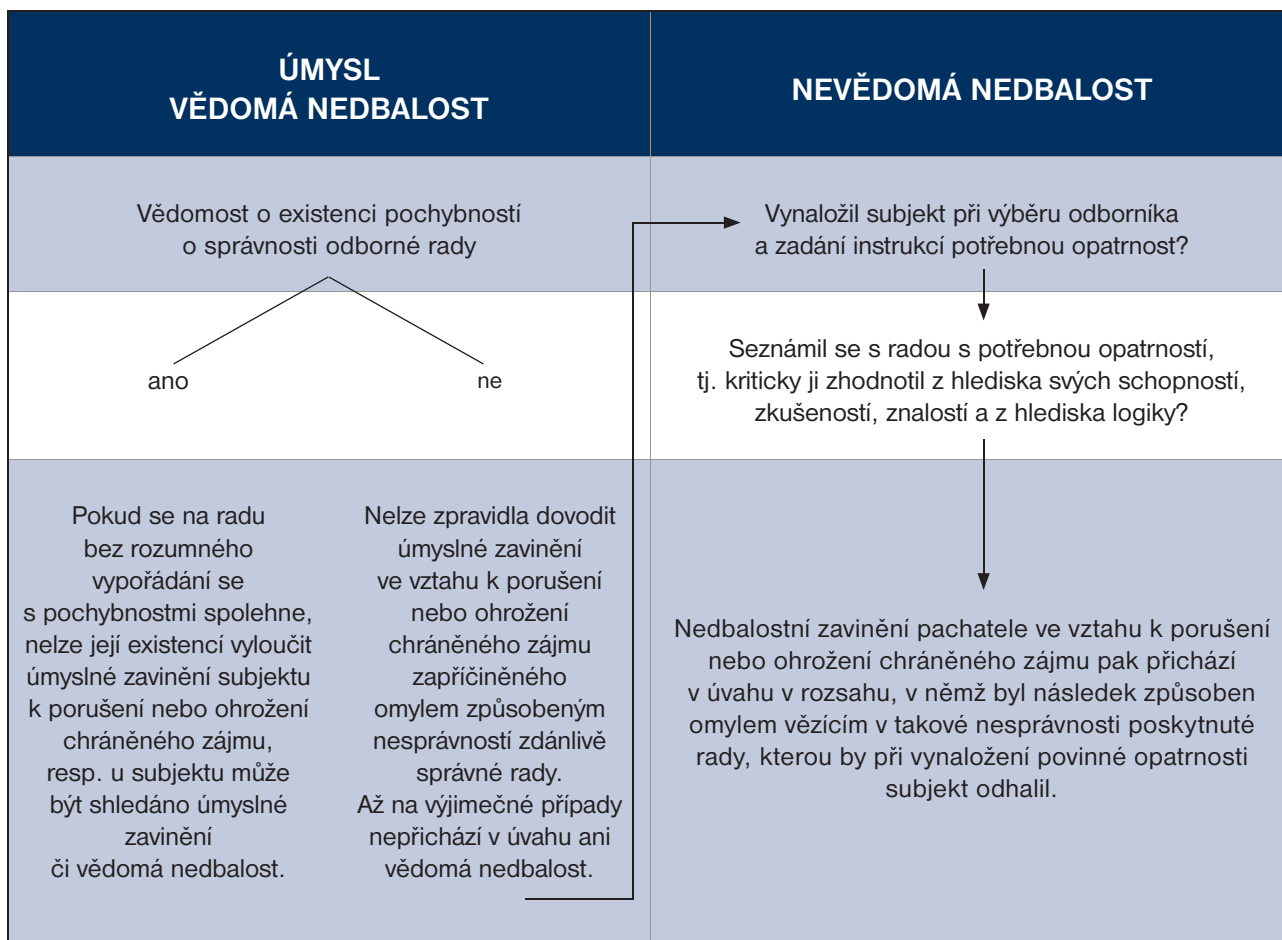 ÚMYSL
VĚDOMÁ NEDBALOST
NEVĚDOMÁ NEDBALOST
Vědomost o existenci pochybností
o správnosti odborné rady
Vynaložil subjekt při výběru odborníka
a zadání instrukcí potřebnou opatrnost?
ano
ne
Seznámil se s radou s potřebnou opatrností,
tj. kriticky ji zhodnotil z hlediska svých schopností,
zkušeností, znalostí a z hlediska logiky?
Pokud se na radu
bez rozumného
vypořádání se
s pochybnostmi spolehne,
nelze její existencí vyloučit
úmyslné zavinění subjektu
k porušení nebo ohrožení
chráněného zájmu,
resp. u subjektu může
být shledáno úmyslné
zavinění
či vědomá nedbalost.
Nelze zpravidla dovodit
úmyslné zavinění
ve vztahu k porušení
nebo ohrožení
chráněného zájmu
zapříčiněného
omylem způsobeným
nesprávností zdánlivě
správné rady.
Až na výjimečné případy
nepřichází v úvahu ani
vědomá nedbalost.
Nedbalostní zavinění pachatele ve vztahu k porušení
nebo ohrožení chráněného zájmu pak přichází
v úvahu v rozsahu, v němž byl následek způsoben
omylem vězícím v takové nesprávnosti poskytnuté
rady, kterou by při vynaložení povinné opatrnosti
subjekt odhalil.